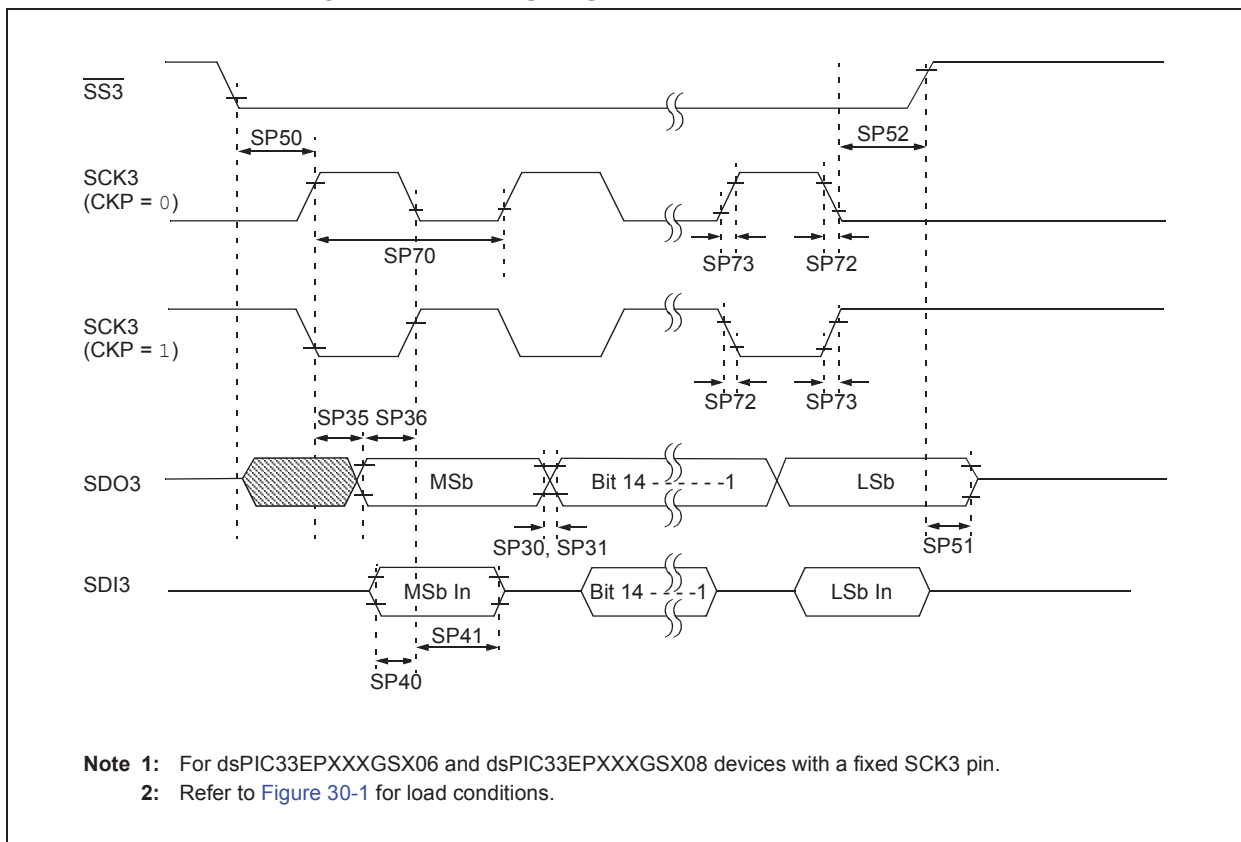 SS3
SP50
SP52
SCK3
(CKP = 0)
SP70
SP73
SP72
SCK3
(CKP = 1)
SP72
SP73
SP35 SP36
SDO3
MSb
Bit 14 - - - - - -1
LSb
SP30, SP31
SP51
SDI3
MSb In
Bit 14 - - - -1
LSb In
SP41
SP40
Note 1: For dsPIC33EPXXXGSX06 and dsPIC33EPXXXGSX08 devices with a fixed SCK3 pin.
2: Refer to Figure 30-1 for load conditions.